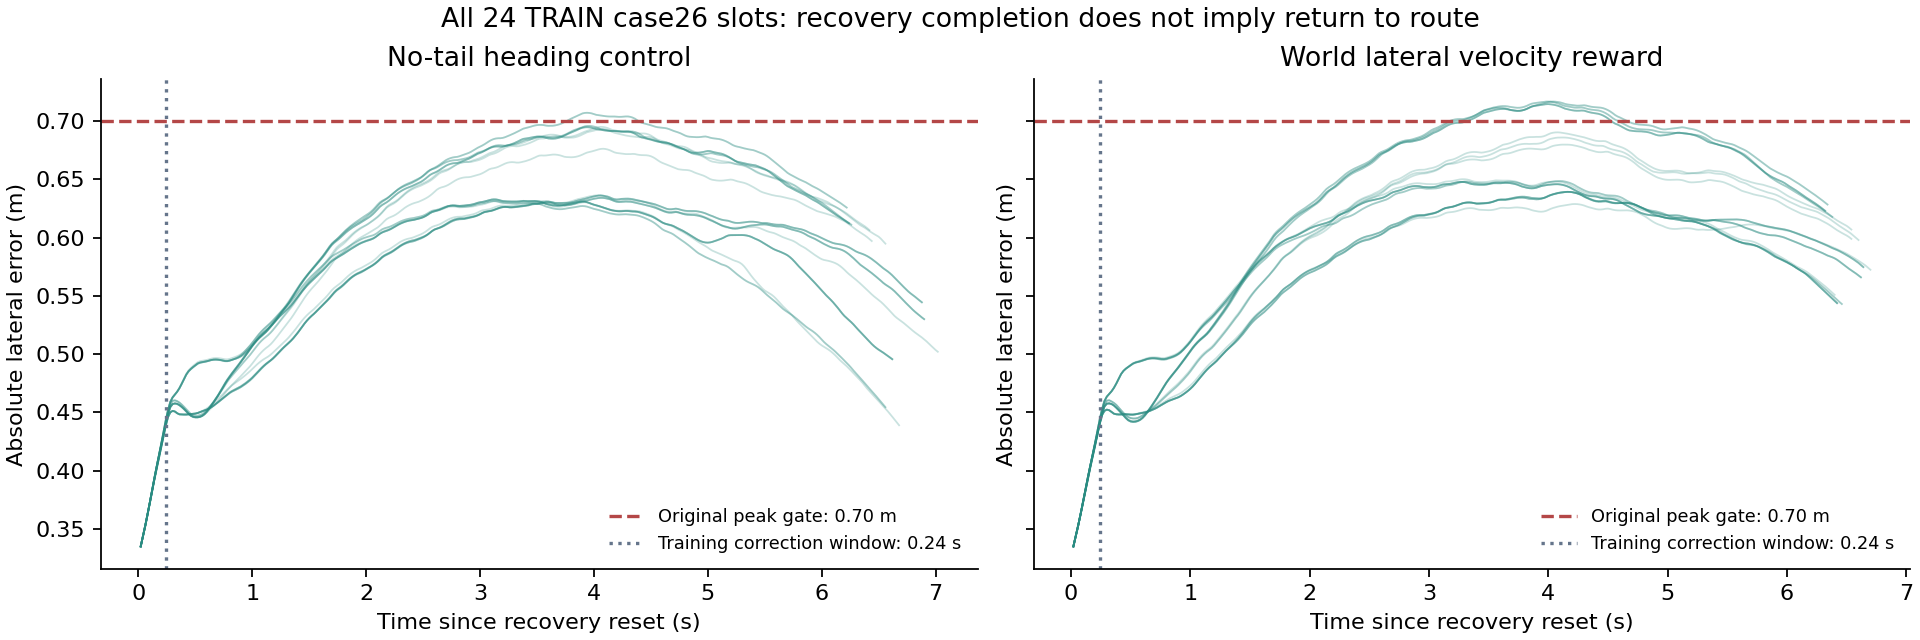 All 24 TRAIN case26 slots: recovery completion does not imply return to route
No-tail heading control
Absolute lateral error (m)
0.70
0.65
0.60
0.55
0.50
0.45
0.40
0.35
Original peak gate: 0.70 m
Training correction window: 0.24 s
0 1 2 3 4 5 6 7
Time since recovery reset (s)
World lateral velocity reward
Absolute lateral error (m)
Original peak gate: 0.70 m
Training correction window: 0.24 s
0 1 2 3 4 5 6 7
Time since recovery reset (s)